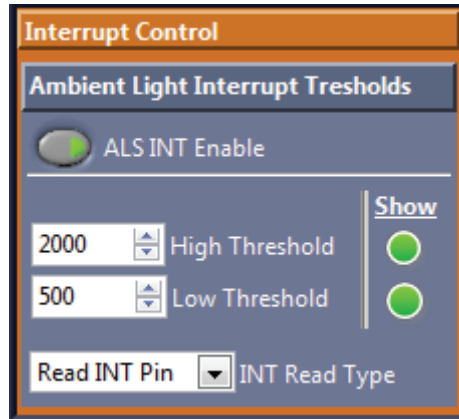 Interrupt Control
Ambient Light Interrupt Tresholds
ALS INT Enable
Show
2000 High Threshold
500 Low Threshold
Read INT Pin INT Read Type